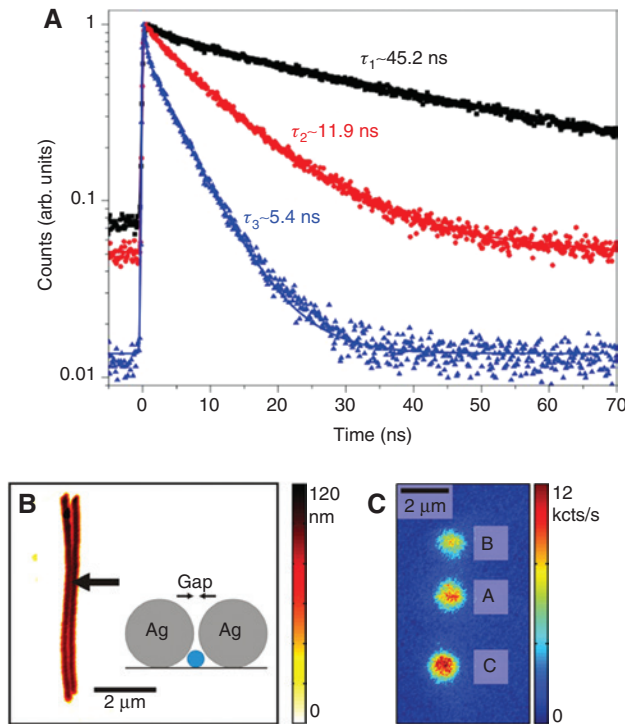 A
1
0.1
0.01
Counts (arb. units)
τ1~45.2 ns
τ2~11.9 ns
τ3~5.4 ns
0 10 20 30 40 50 60 70
Time (ns)
B
Gap
Ag Ag
2 μm
120
nm
0
C
2 μm
B
A
C
12
kcts/s
0